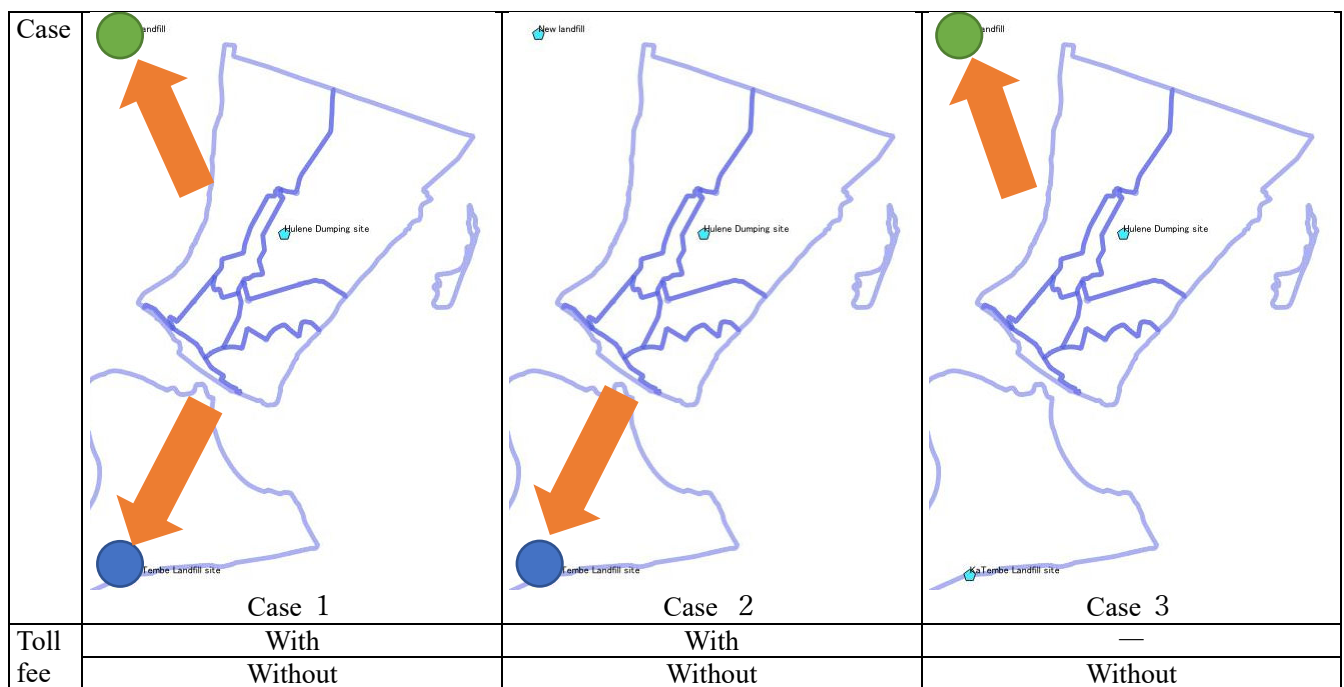 Case
andfill
Hulene Dumping site
Tembe Landfill site
Case 1
New landfill
Hulene Dumping site
Tembe Landfill site
Case 2
andfill
Hulene Dumping site
KaTembe Landfill site
Case 3
Toll fee
With
With
—
Without
Without
Without